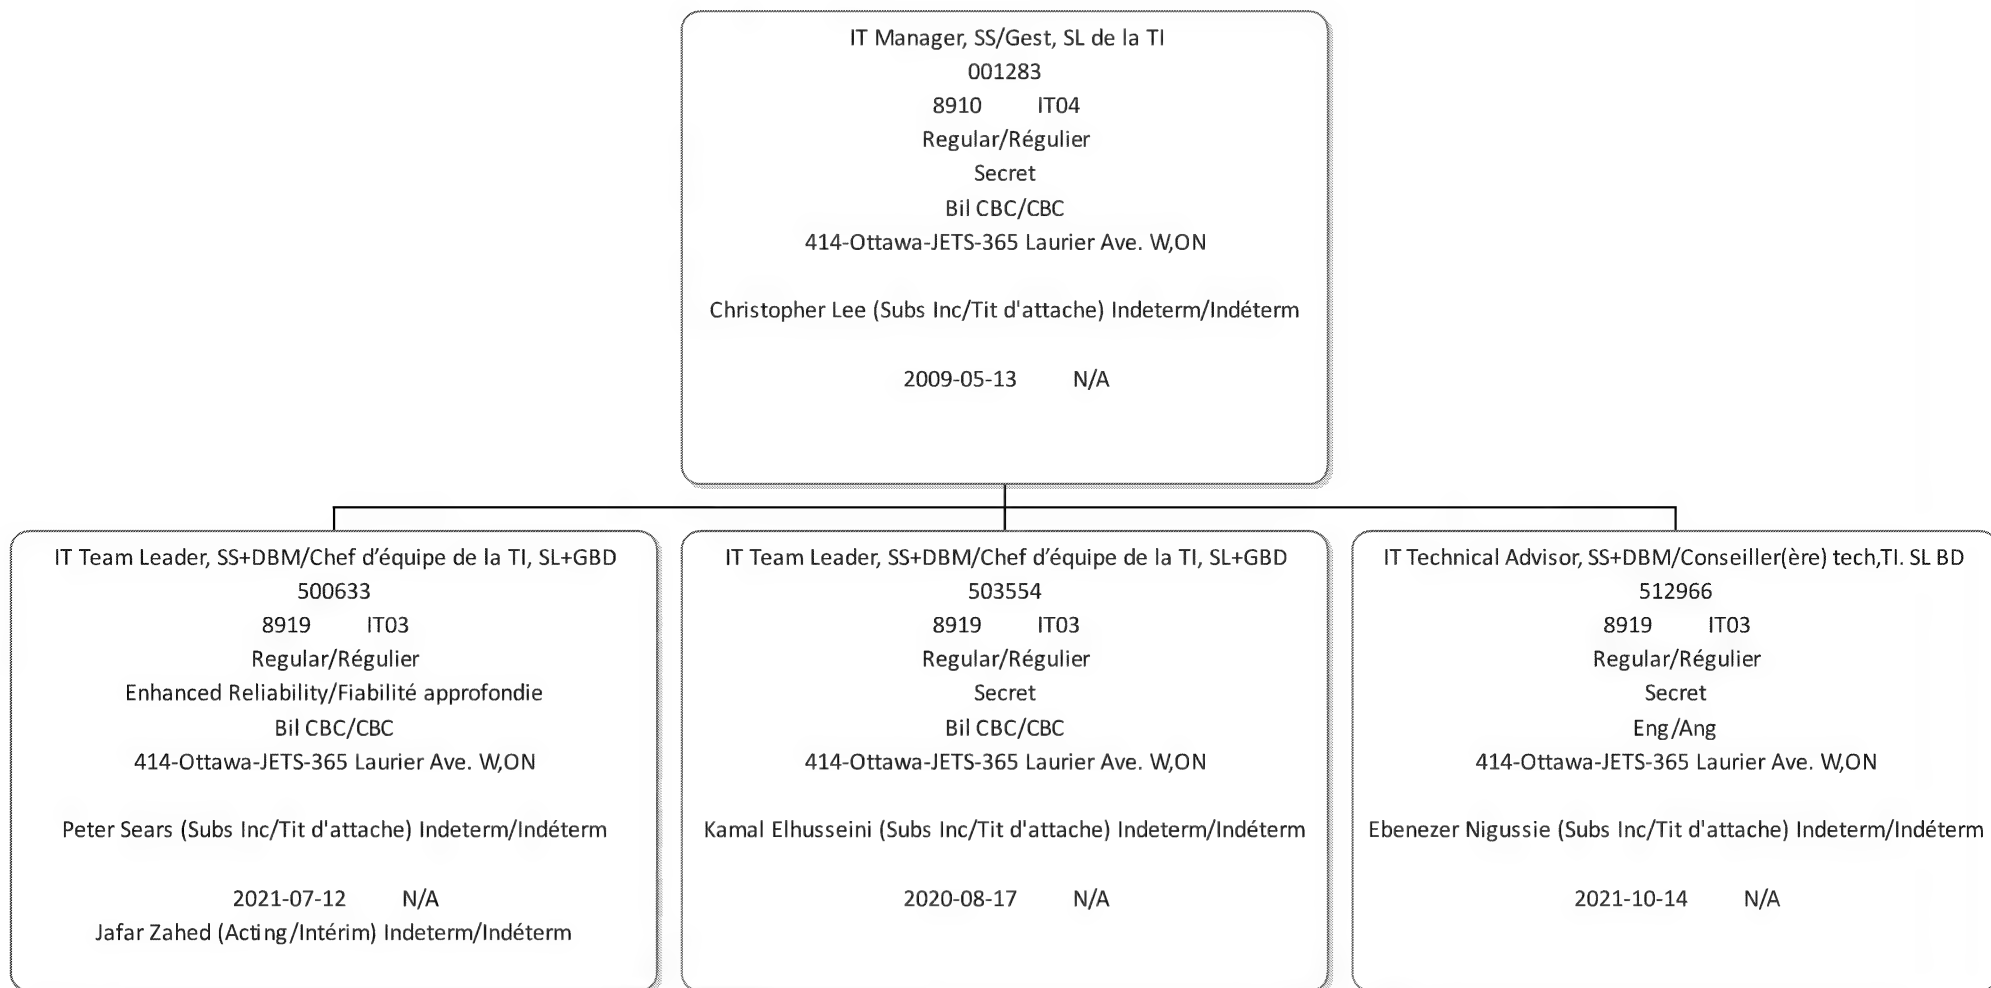 IT Manager, SS/Gest, SL de la TI
001283
8910 IT04
Regular/Régulier
Secret
Bil CBC/CBC
414-Ottawa-JETS-365 Laurier Ave. W,ON
Christopher Lee (Subs Inc/Tit d'attache) Indeterm/Indéterm
2009-05-13 N/A
IT Team Leader, SS+DBM/Chef d’équipe de la TI, SL+GBD
500633
8919 IT03
Regular/Régulier
Enhanced Reliability/Fiabilité approfondie
Bil CBC/CBC
414-Ottawa-JETS-365 Laurier Ave. W,ON
Peter Sears (Subs Inc/Tit d'attache) Indeterm/Indéterm
2021-07-12 N/A
Jafar Zahed (Acting/Intérim) Indeterm/Indéterm
IT Team Leader, SS+DBM/Chef d’équipe de la TI, SL+GBD
503554
8919 IT03
Regular/Régulier
Secret
Bil CBC/CBC
414-Ottawa-JETS-365 Laurier Ave. W,ON
Kamal Elhusseini (Subs Inc/Tit d'attache) Indeterm/Indéterm
2020-08-17 N/A
IT Technical Advisor, SS+DBM/Conseiller(ère) tech,TI. SL BD
512966
8919 IT03
Regular/Régulier
Secret
Eng/Ang
414-Ottawa-JETS-365 Laurier Ave. W,ON
Ebenezer Nigussie (Subs Inc/Tit d'attache) Indeterm/Indéterm
2021-10-14 N/A